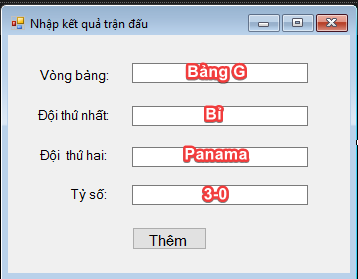 Nhập kết quả trận đấu
Vòng bảng: Bảng G
Đội thứ nhất: Bỉ
Đội thứ hai: Panama
Tỷ số: 3-0
Thêm